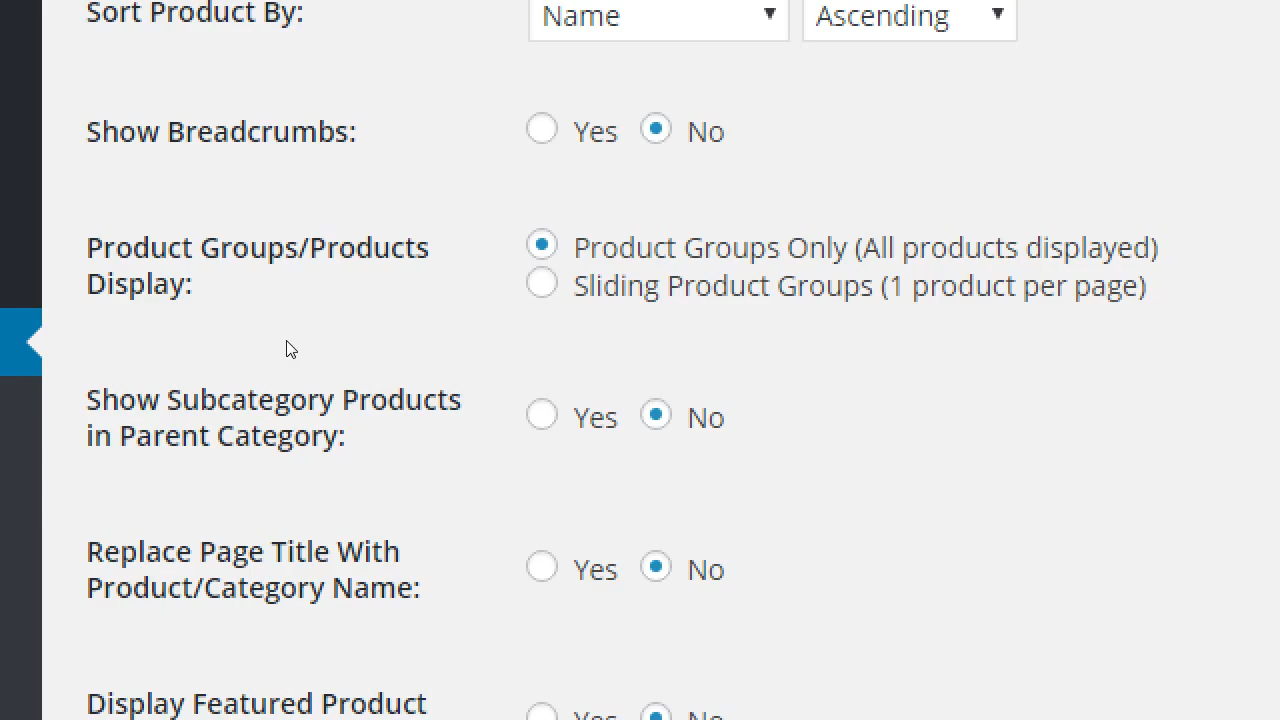 Sort Product By: Name Ascending
Show Breadcrumbs: Yes No
Product Groups/Products
Display:
Product Groups Only (All products displayed)
Sliding Product Groups (1 product per page)
Show Subcategory Products
in Parent Category:
Yes No
Replace Page Title With
Product/Category Name:
Yes No
Display Featured Product
Yes No